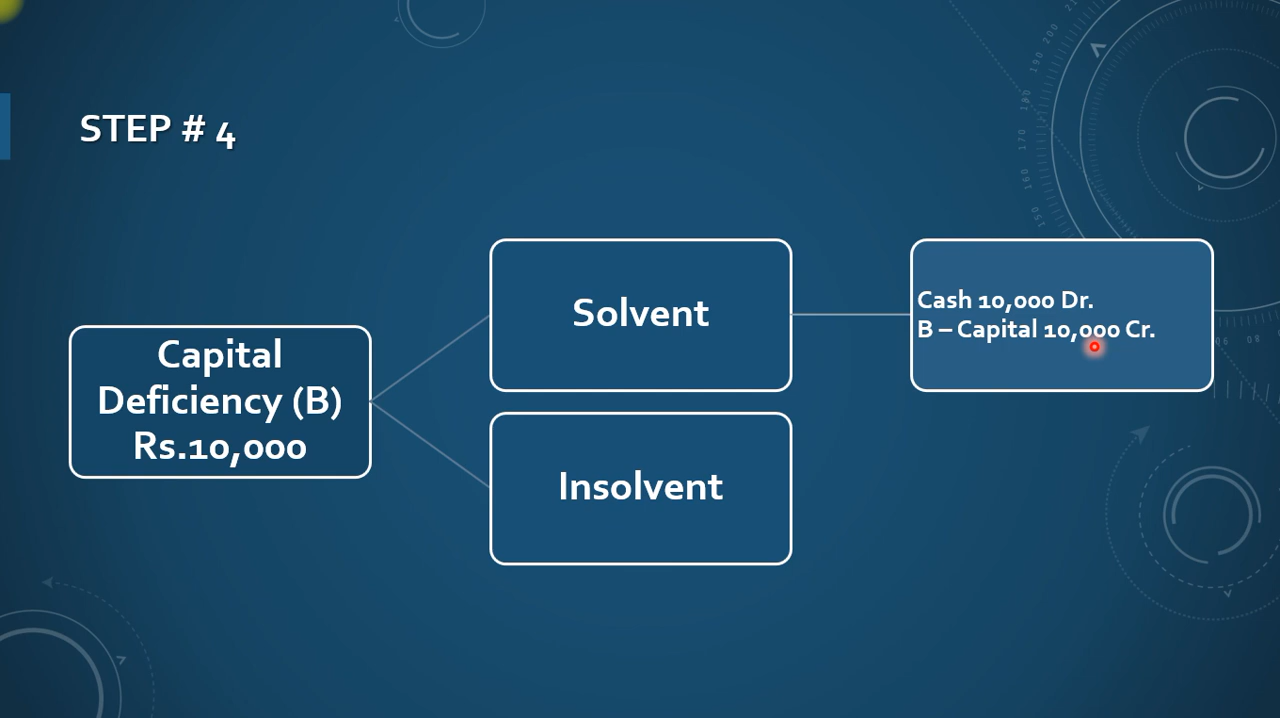 STEP # 4
Capital
Deficiency (B)
Rs.10,000
Solvent
Insolvent
Cash 10,000 Dr.
B – Capital 10,000 Cr.